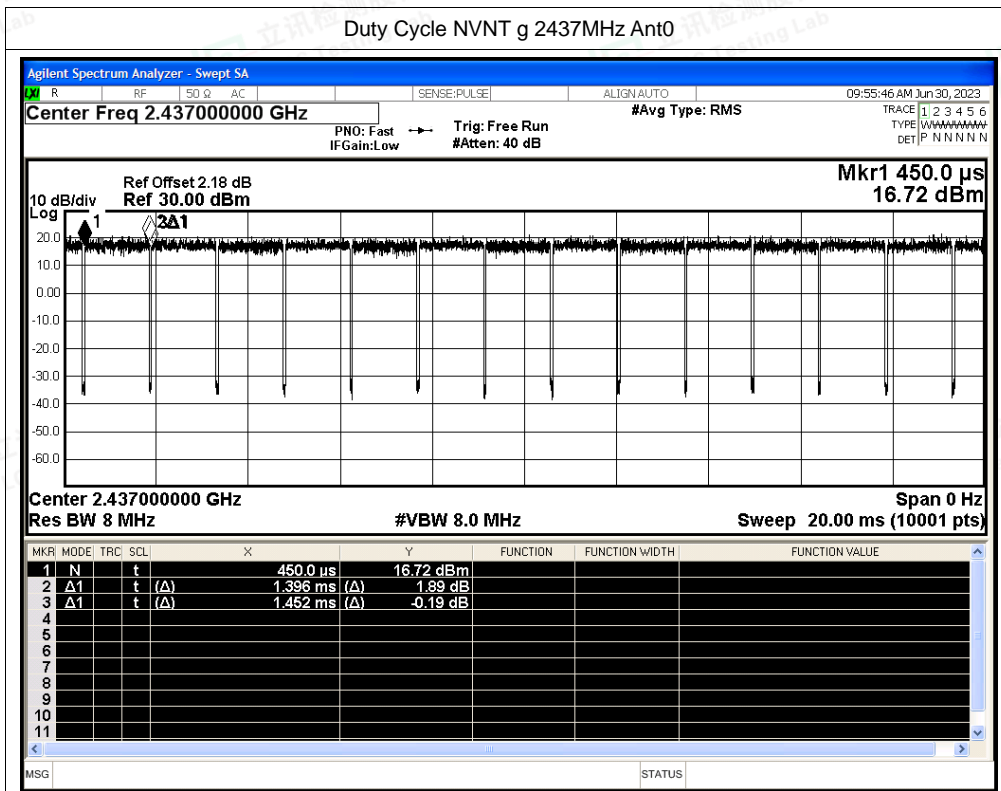 Duty Cycle NVNT g 2437MHz Ant0
Agilent Spectrum Analyzer - Swept SA
LXI R RF 50 Ω AC SENSE:PULSE ALIGN AUTO 09:55:46 AM Jun 30, 2023
Center Freq 2.437000000 GHz #Avg Type: RMS TRACE 1 2 3 4 5 6
PNO: Fast Trig: Free Run TYPE WWWWWW
IFGain:Low #Atten: 40 dB DET P N N N N N
Mkr1 450.0 µs
Ref Offset 2.18 dB
10 dB/div Ref 30.00 dBm 16.72 dBm
Log
1 2Δ1
20.0
10.0
0.00
-10.0
-20.0
-30.0
-40.0
-50.0
-60.0
Center 2.437000000 GHz Span 0 Hz
Res BW 8 MHz #VBW 8.0 MHz Sweep 20.00 ms (10001 pts)
MKR MODE TRC SCL X Y FUNCTION FUNCTION WIDTH FUNCTION VALUE
1 N t 450.0 µs 16.72 dBm
2 Δ1 t (Δ) 1.396 ms (Δ) 1.89 dB
3 Δ1 t (Δ) 1.452 ms (Δ) -0.19 dB
4
5
6
7
8
9
10
11
MSG STATUS